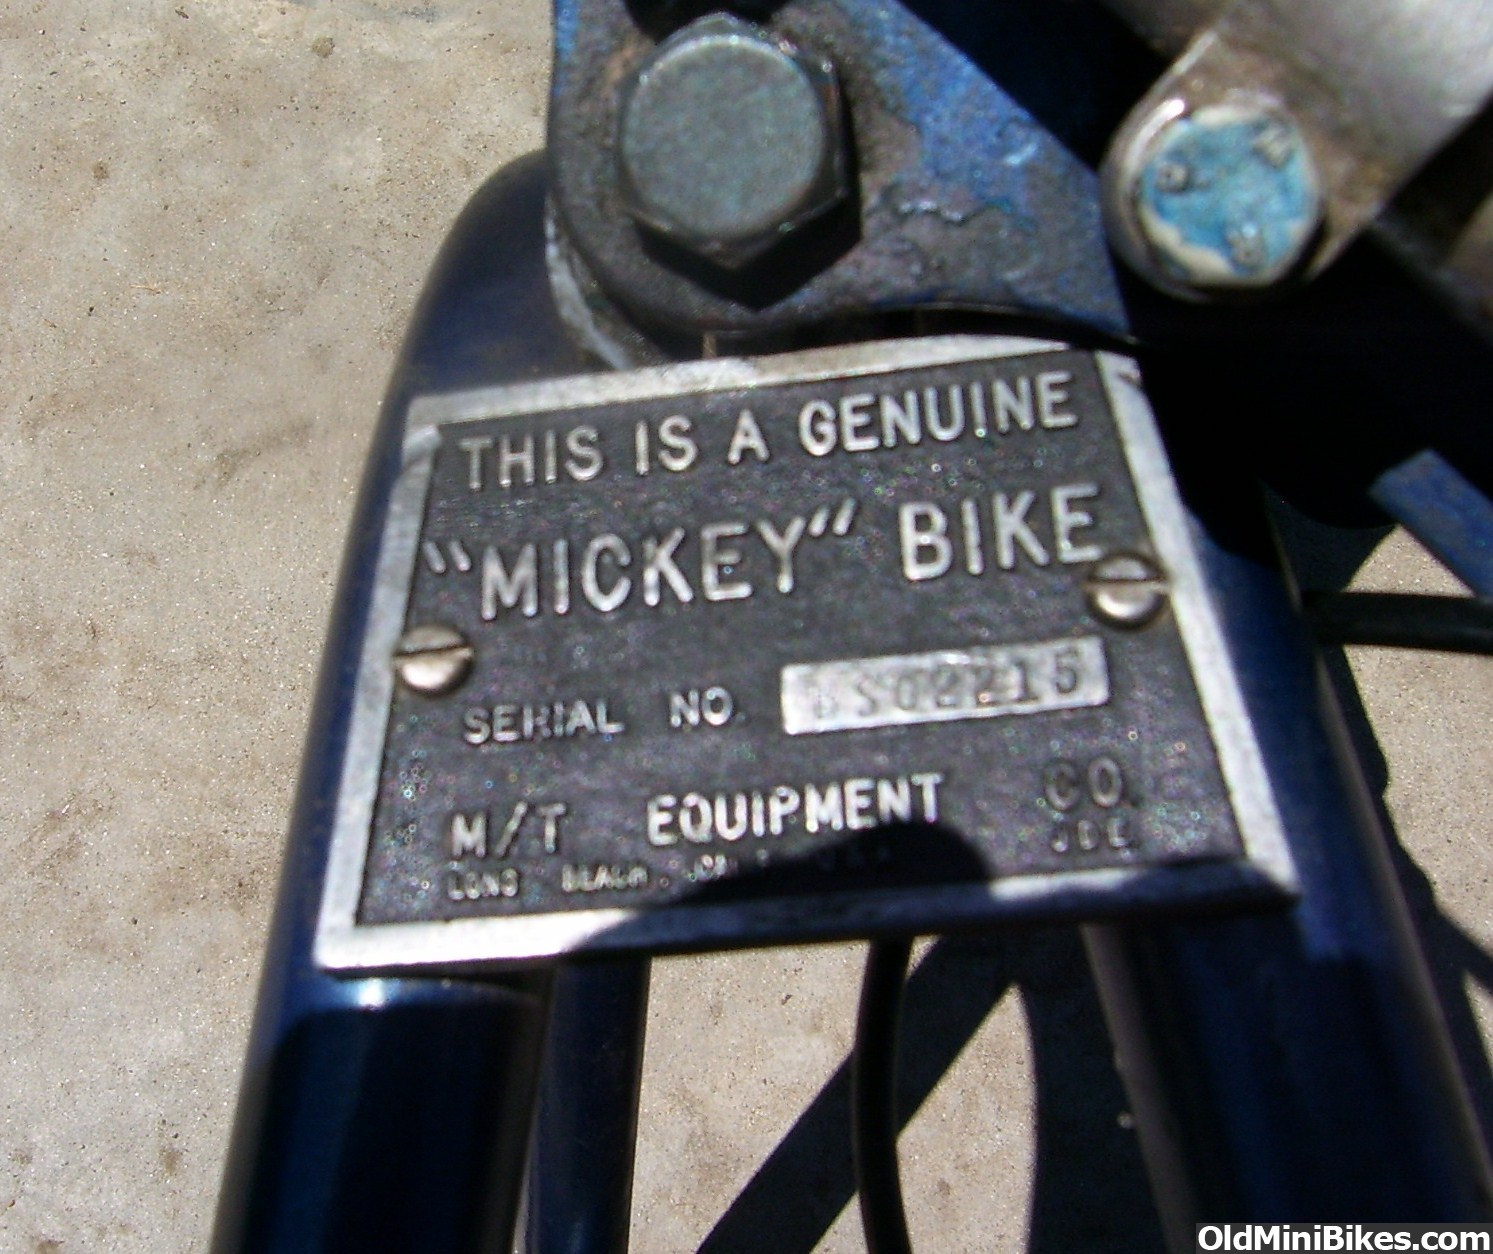 THIS IS A GENUINE
"MICKEY" BIKE
SERIAL NO.
M/T EQUIPMENT CO.
LONG BEACH
OldMiniBikes.com